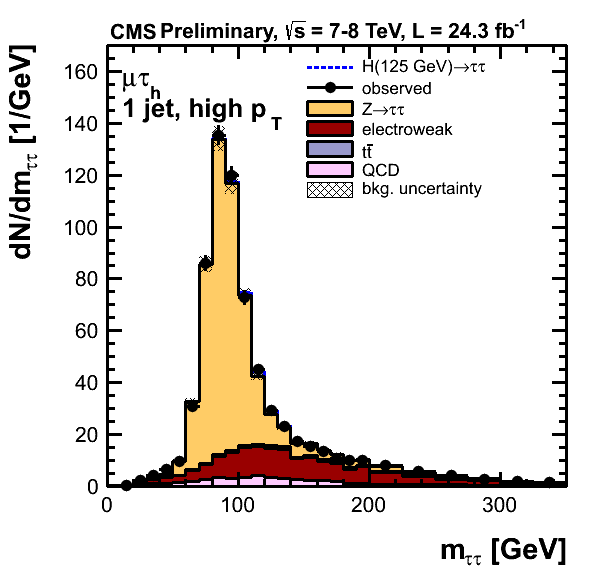 CMS Preliminary, √s = 7-8 TeV, L = 24.3 fb⁻¹
μτh
1 jet, high pT
H(125 GeV)→ττ
observed
Z→ττ
electroweak
tt̄
QCD
bkg. uncertainty
dN/dmττ [1/GeV]
160
140
120
100
80
60
40
20
0
0 100 200 300
mττ [GeV]